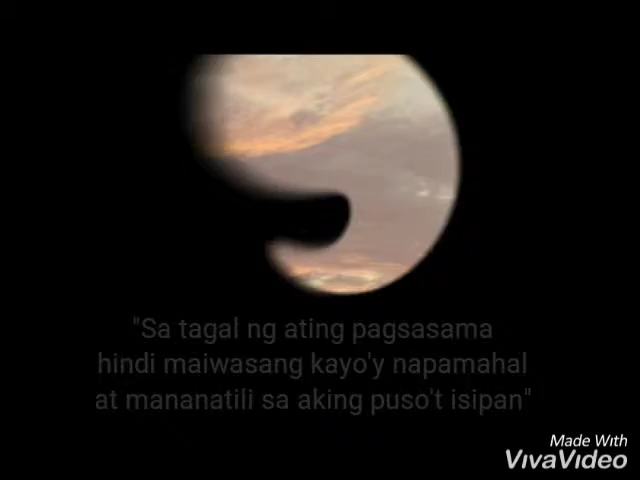 "Sa tagal ng ating pagsasama
hindi maiwasang kayo'y napamahal
at mananatili sa aking puso't isipan"
Made With
VivaVideo